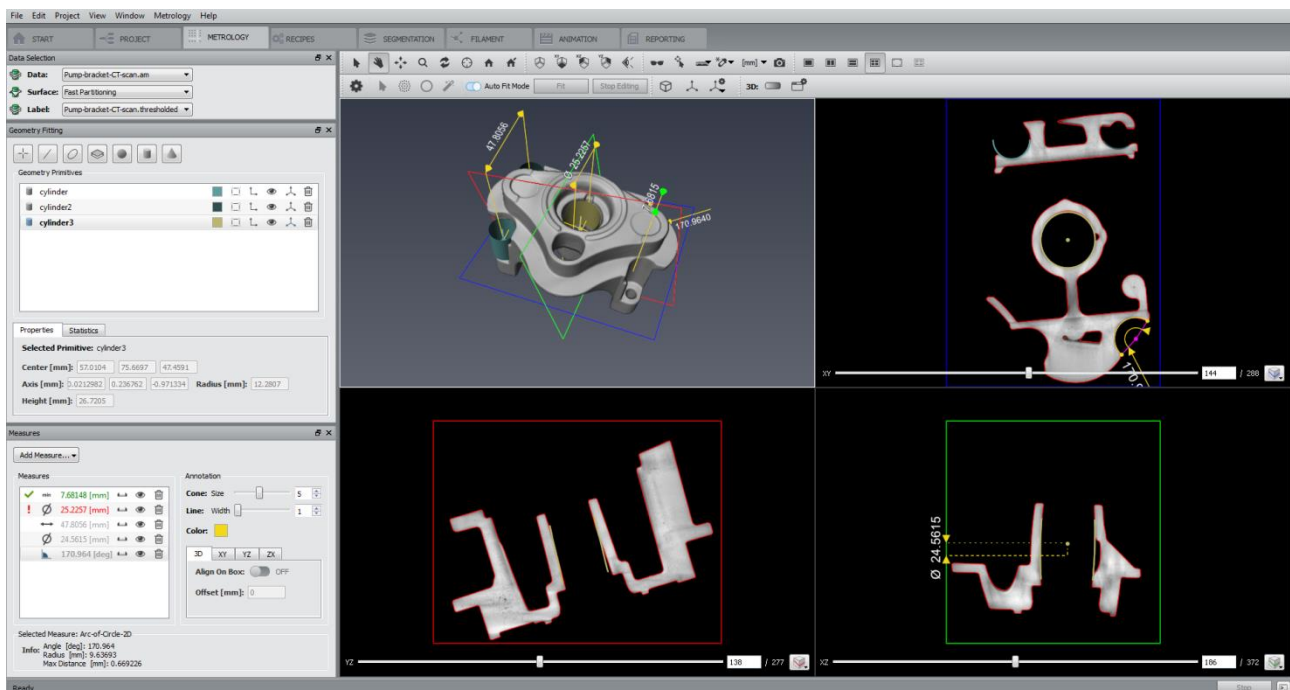 File Edit Project View Window Metrology Help
START PROJECT METROLOGY RECIPES SEGMENTATION FILAMENT ANIMATION REPORTING
Data Selection
Data: Pump-bracket-CT-scan.am
Surface: Fast Partitioning
Label: Pump-bracket-CT-scan.thresholded
[mm]
Auto Fit Mode Fit Stop Editing 3D:
Geometry Fitting
Geometry Primitives
cylinder
cylinder2
cylinder3
Properties Statistics
Selected Primitive: cylinder3
Center [mm]: 57.0104 75.6697 47.4591
Axis [mm]: 0.0212982 0.236762 -0.971334 Radius [mm]: 12.2807
Height [mm]: 26.7205
Measures
Add Measure...
Measures
min 7.68148 [mm]
Ø 25.2257 [mm]
47.8056 [mm]
Ø 24.5615 [mm]
170.964 [deg]
Annotation
Cone: Size 5
Line: Width 1
Color:
3D XY YZ ZX
Align On Box: OFF
Offset [mm]: 0
Selected Measure: Arc-of-Circle-2D
Info: Angle [deg]: 170.964
Radius [mm]: 9.63693
Max Distance [mm]: 0.669226
47.8056
Ø 25.2257
170.9640
170.9
XY 144 / 288
YZ 138 / 277
Ø 24.5615
XZ 186 / 372
Ready
Stop